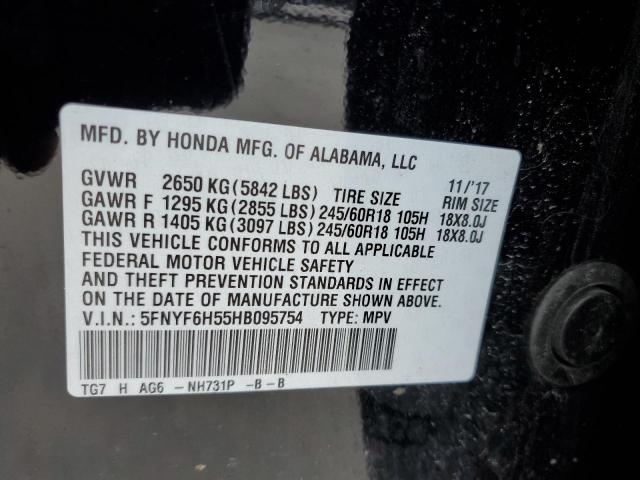 MFD. BY HONDA MFG. OF ALABAMA, LLC
GVWR 2650 KG(5842 LBS) TIRE SIZE 11/'17 RIM SIZE
GAWR F 1295 KG(2855 LBS)245/60R18 105H 18X8.0J
GAWR R 1405 KG(3097 LBS)245/60R18 105H 18X8.0J
THIS VEHICLE CONFORMS TO ALL APPLICABLE
FEDERAL MOTOR VEHICLE SAFETY
AND THEFT PREVENTION STANDARDS IN EFFECT
ON THE DATE OF MANUFACTURE SHOWN ABOVE.
V.I.N.: 5FNYF6H55HB095754 TYPE: MPV
TG7 H AG6 -NH731P -B-B